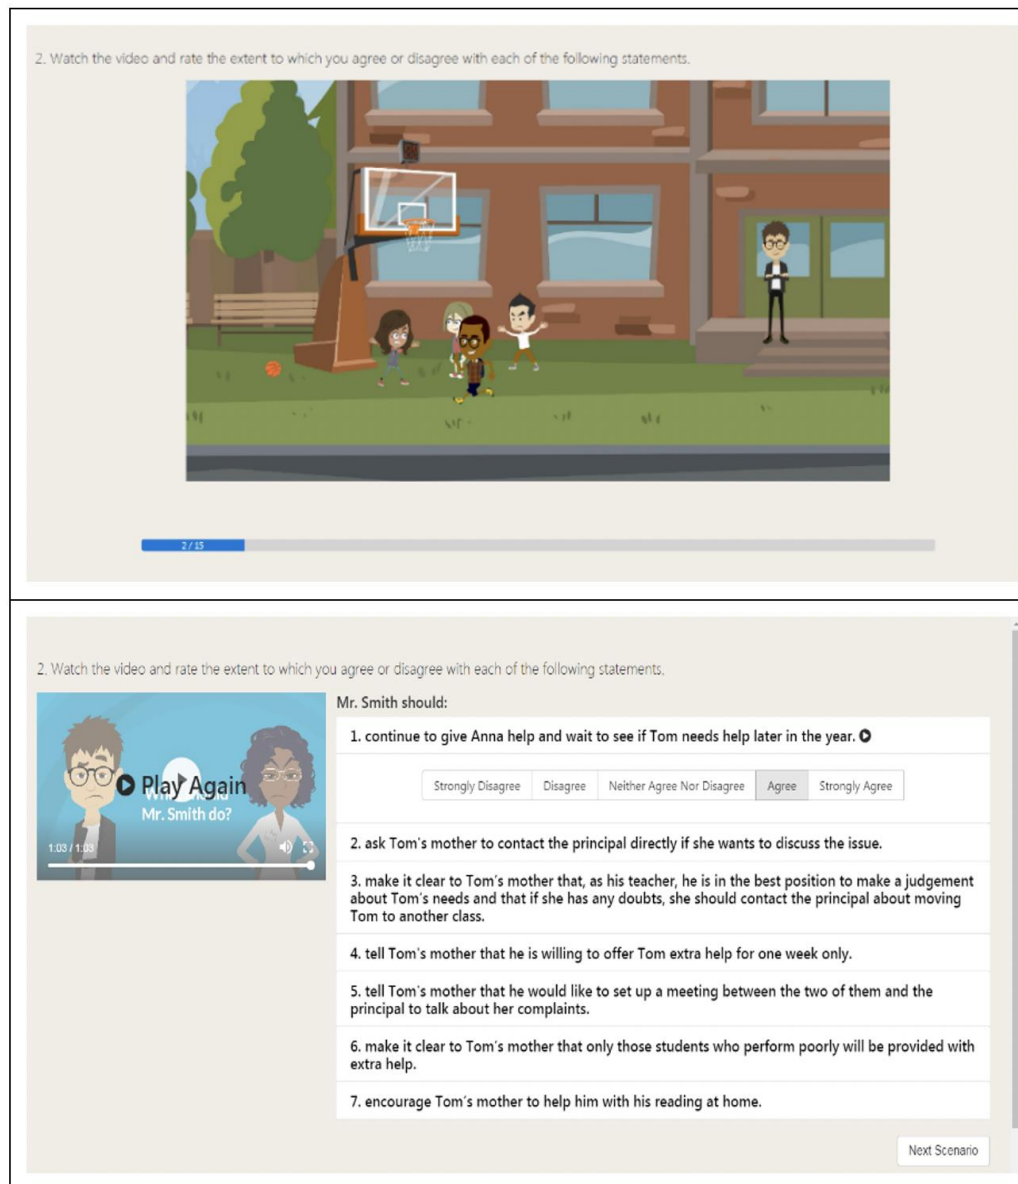 2. Watch the video and rate the extent to which you agree or disagree with each of the following statements.
2 / 15
2. Watch the video and rate the extent to which you agree or disagree with each of the following statements.
Mr. Smith should:
1. continue to give Anna help and wait to see if Tom needs help later in the year.
Play Again
Mr. Smith do?
1:03 / 1:03
Strongly Disagree
Disagree
Neither Agree Nor Disagree
Agree
Strongly Agree
2. ask Tom's mother to contact the principal directly if she wants to discuss the issue.
3. make it clear to Tom's mother that, as his teacher, he is in the best position to make a judgement
about Tom's needs and that if she has any doubts, she should contact the principal about moving
Tom to another class.
4. tell Tom's mother that he is willing to offer Tom extra help for one week only.
5. tell Tom's mother that he would like to set up a meeting between the two of them and the
principal to talk about her complaints.
6. make it clear to Tom's mother that only those students who perform poorly will be provided with
extra help.
7. encourage Tom's mother to help him with his reading at home.
Next Scenario